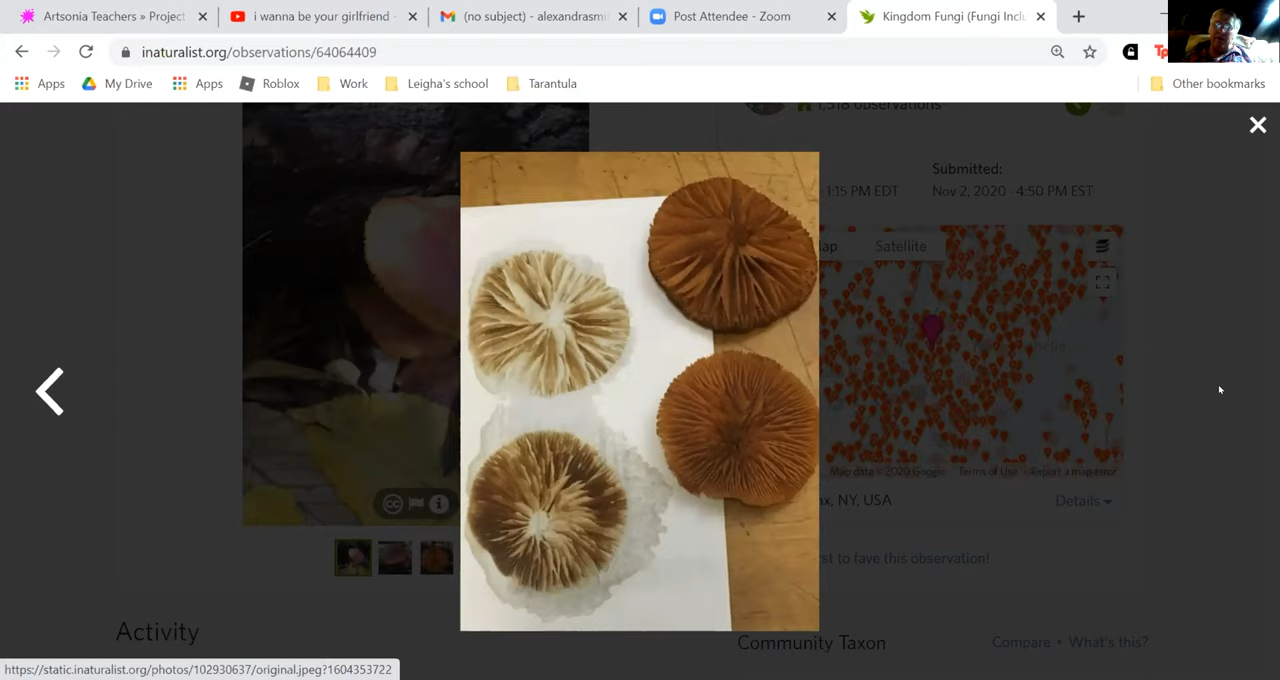 Artsonia Teachers » Project
i wanna be your girlfriend -
(no subject) - alexandrasmi
Post Attendee - Zoom
Kingdom Fungi (Fungi Inclu
inaturalist.org/observations/64064409
Apps
My Drive
Apps
Roblox
Work
Leigha's school
Tarantula
Other bookmarks
1,518 observations
Submitted:
1:15 PM EDT
Nov 2, 2020 · 4:50 PM EST
Satellite
Map data ©2020 Google
Terms of Use
Report a map error
NY, USA
Details
to fave this observation!
Activity
Community Taxon
Compare • What's this?
https://static.inaturalist.org/photos/102930637/original.jpeg?1604353722